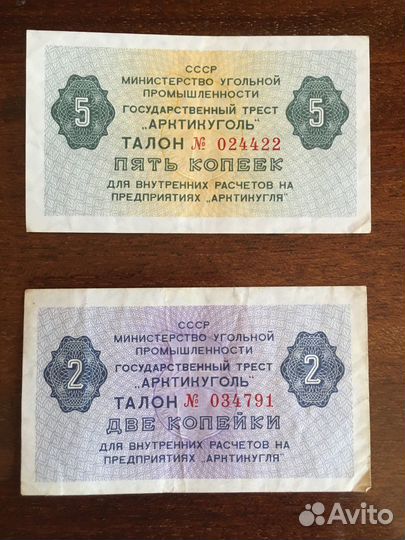 СССР
МИНИСТЕРСТВО УГОЛЬНОЙ
ПРОМЫШЛЕННОСТИ
ГОСУДАРСТВЕННЫЙ ТРЕСТ
5 „АРКТИКУГОЛЬ" 5
ТАЛОН № 024422
ПЯТЬ КОПЕЕК
ДЛЯ ВНУТРЕННИХ РАСЧЕТОВ НА
ПРЕДПРИЯТИЯХ „АРКТИКУГЛЯ"
СССР
МИНИСТЕРСТВО УГОЛЬНОЙ
ПРОМЫШЛЕННОСТИ
ГОСУДАРСТВЕННЫЙ ТРЕСТ
2 „АРКТИКУГОЛЬ" 2
ТАЛОН № 034791
ДВЕ КОПЕЙКИ
ДЛЯ ВНУТРЕННИХ РАСЧЕТОВ НА
ПРЕДПРИЯТИЯХ „АРКТИКУГЛЯ"
Avito